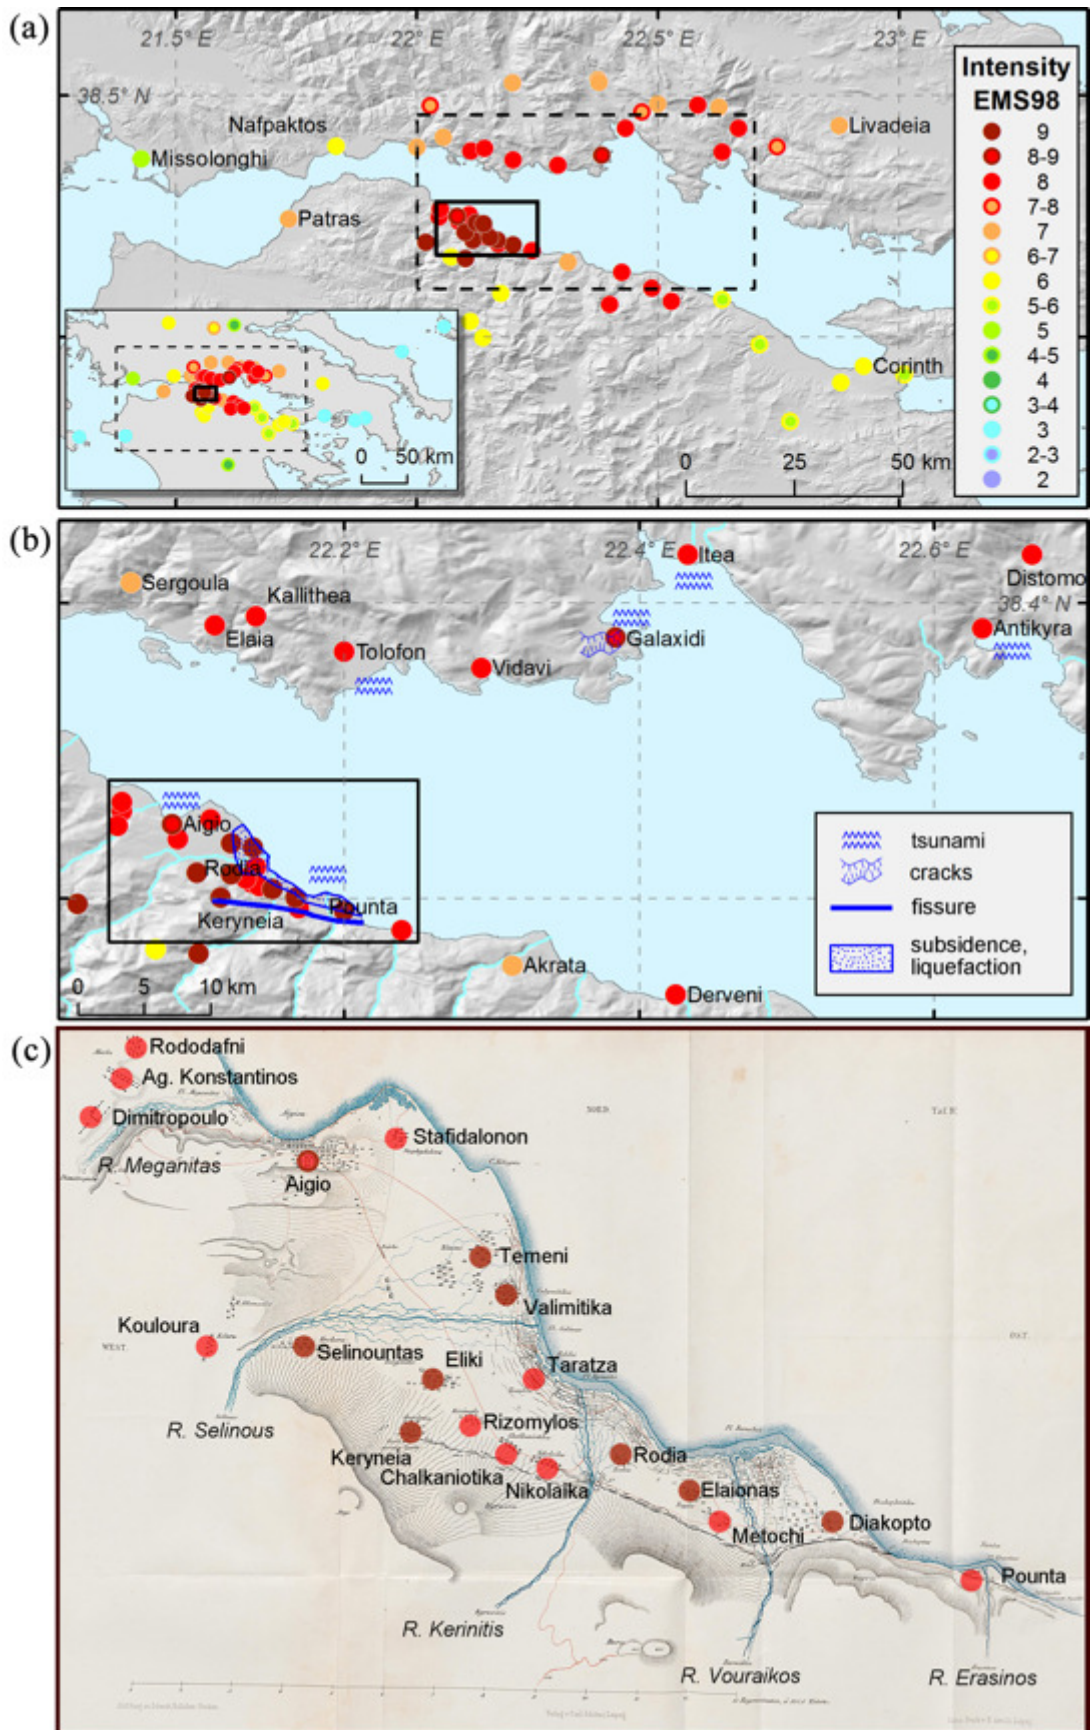 (a)
21.5° E
22° E
22.5° E
23° E
38.5° N
Nafpaktos
Missolonghi
Patras
Livadeia
Corinth
Intensity
EMS98
9
8-9
8
7-8
7
6-7
6
5-6
5
4-5
4
3-4
3
2-3
2
0 50 km
0 25 50 km
(b)
22.2° E
22.4° E
22.6° E
38.4° N
Sergoula
Kallithea
Elaia
Tolofon
Vidavi
Itea
Galaxidi
Distomo
Antikyra
Aigio
Rodia
Keryneia
Pounta
Akrata
Derveni
0 5 10 km
tsunami
cracks
fissure
subsidence,
liquefaction
(c)
Rododafni
Ag. Konstantinos
Dimitropoulo
R. Meganitas
Aigio
Stafidalonon
NORD.
Temeni
Valimitika
Kouloura
WEST.
Selinountas
Eliki
Taratza
R. Selinous
Rizomylos
Keryneia
Chalkaniotika
Nikolaiika
Rodia
Elaionas
Metochi
Diakopto
Pounta
R. Kerinitis
R. Vouraikos
R. Erasinos